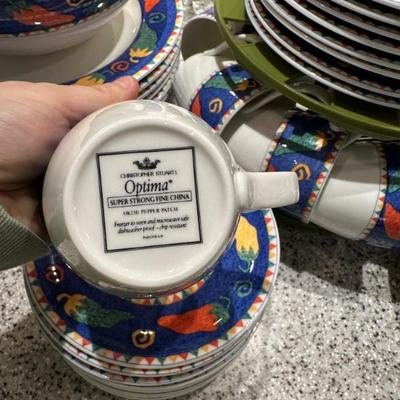 CHRISTOPHER STUART®
Optima*
SUPER STRONG FINE CHINA
HK238 PEPPER PATCH
Freezer to oven and microwave safe
dishwasher proof - chip resistant
INDONESIA